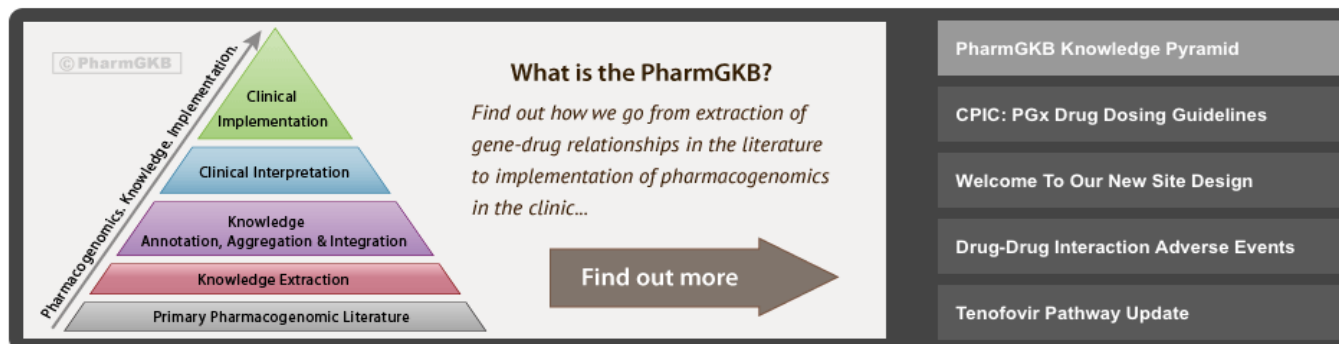 © PharmGKB
Pharmacogenomics. Knowledge. Implementation.
Clinical
Implementation
Clinical Interpretation
Knowledge
Annotation, Aggregation & Integration
Knowledge Extraction
Primary Pharmacogenomic Literature
What is the PharmGKB?
Find out how we go from extraction of
gene-drug relationships in the literature
to implementation of pharmacogenomics
in the clinic...
Find out more
PharmGKB Knowledge Pyramid
CPIC: PGx Drug Dosing Guidelines
Welcome To Our New Site Design
Drug-Drug Interaction Adverse Events
Tenofovir Pathway Update